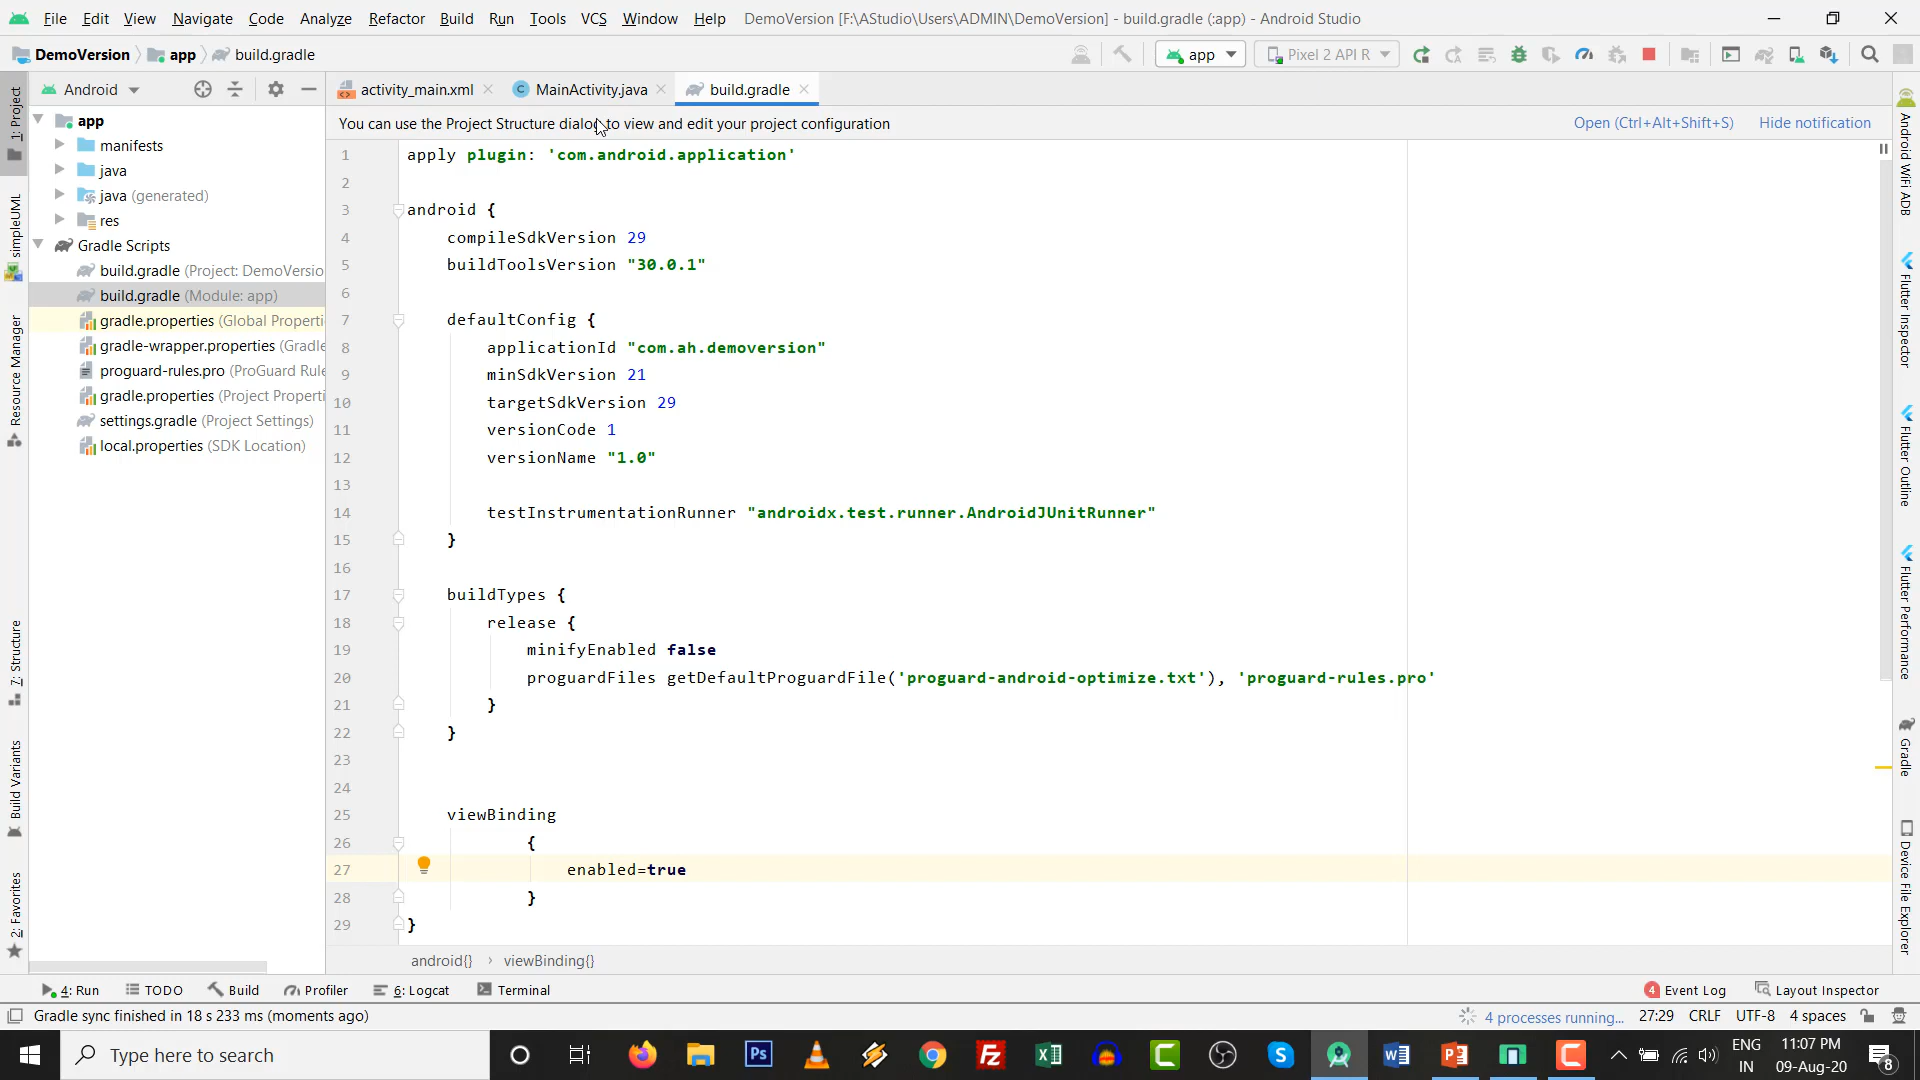 File Edit View Navigate Code Analyze Refactor Build Run Tools VCS Window Help DemoVersion [F:\AStudio\Users\ADMIN\DemoVersion] - build.gradle (:app) - Android Studio
DemoVersion app build.gradle app Pixel 2 API R
Android activity_main.xml MainActivity.java build.gradle
You can use the Project Structure dialog to view and edit your project configuration Open (Ctrl+Alt+Shift+S) Hide notification
app
manifests
java
java (generated)
res
Gradle Scripts
build.gradle (Project: DemoVersio
build.gradle (Module: app)
gradle.properties (Global Properti
gradle-wrapper.properties (Gradle
proguard-rules.pro (ProGuard Rule
gradle.properties (Project Properti
settings.gradle (Project Settings)
local.properties (SDK Location)
1: Project
simpleUML
Resource Manager
7: Structure
Build Variants
2: Favorites
1 apply plugin: 'com.android.application'
2
3 android {
4 compileSdkVersion 29
5 buildToolsVersion "30.0.1"
6
7 defaultConfig {
8 applicationId "com.ah.demoversion"
9 minSdkVersion 21
10 targetSdkVersion 29
11 versionCode 1
12 versionName "1.0"
13
14 testInstrumentationRunner "androidx.test.runner.AndroidJUnitRunner"
15 }
16
17 buildTypes {
18 release {
19 minifyEnabled false
20 proguardFiles getDefaultProguardFile('proguard-android-optimize.txt'), 'proguard-rules.pro'
21 }
22 }
23
24
25 viewBinding
26 {
27 enabled=true
28 }
29 }
android{} › viewBinding{}
Android WiFi ADB
Flutter Inspector
Flutter Outline
Flutter Performance
Gradle
Device File Explorer
4: Run TODO Build Profiler 6: Logcat Terminal 4 Event Log Layout Inspector
Gradle sync finished in 18 s 233 ms (moments ago) 4 processes running... 27:29 CRLF UTF-8 4 spaces
Type here to search Ps ENG 11:07 PM
IN 09-Aug-20 8